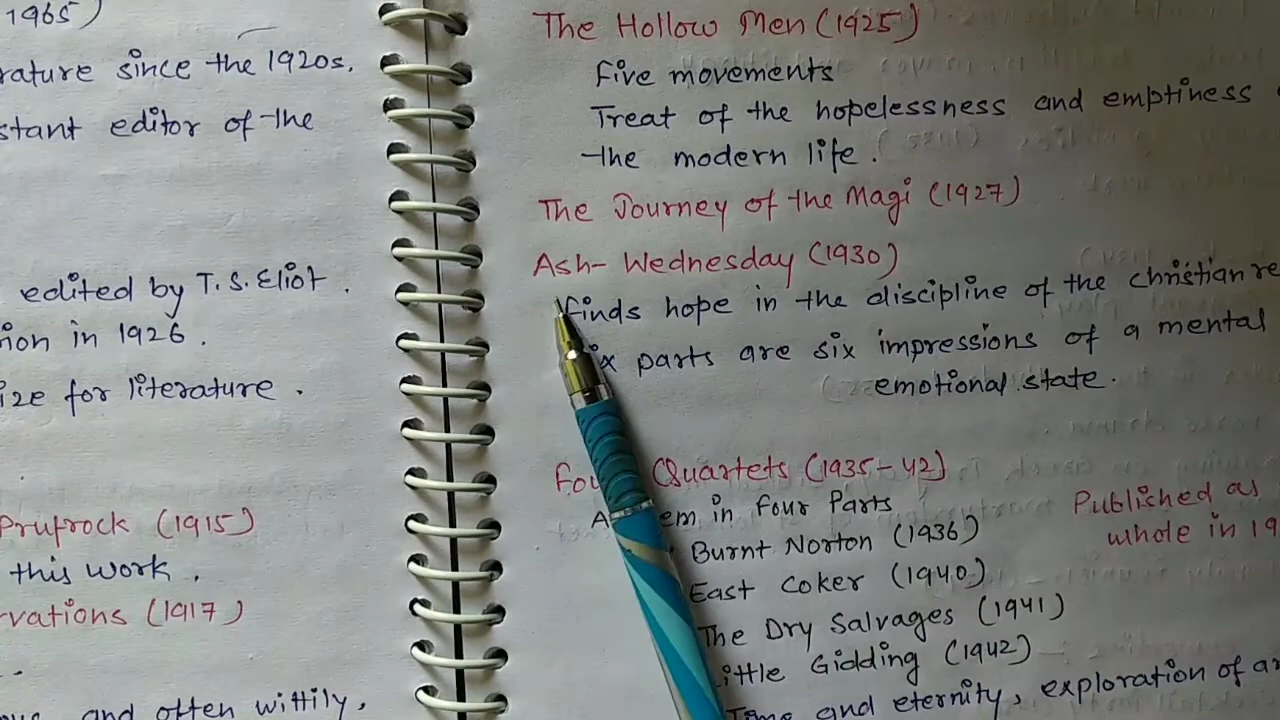 1965)
rature since the 1920s.
stant editor of the
edited by T.S. Eliot.
nion in 1926.
ize for literature.
Prufrock (1915)
this work.
rvations (1917)
and often wittily,
The Hollow Men (1925)
Five movements
Treat of the hopelessness and emptiness
the modern life.
The Journey of the Magi (1927)
Ash-Wednesday (1930)
finds hope in the discipline of the christian re
ix parts are six impressions of a mental
emotional state.
Fou Quartets (1935-42)
A em in Four Parts
Published as
whole in 19
Burnt Norton (1936)
East Coker (1940)
The Dry Salvages (1941)
ittle Gidding (1942)
Time and eternity, exploration of